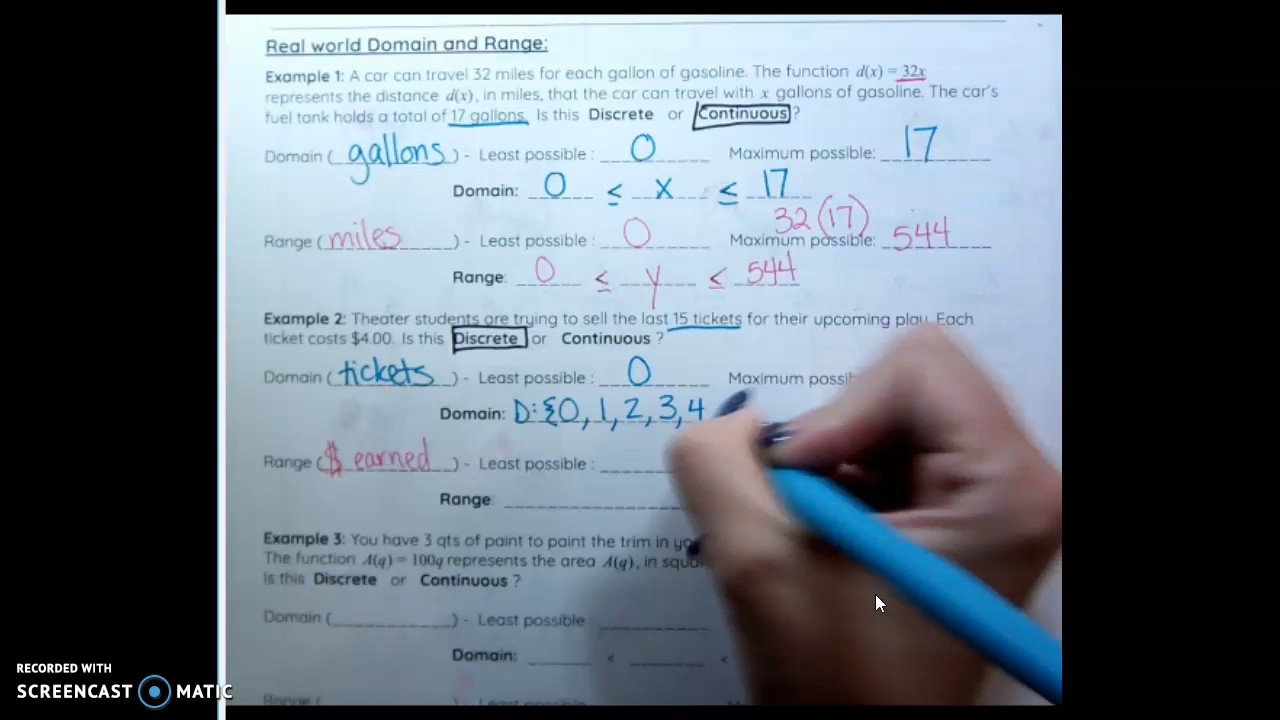 Real world Domain and Range:
Example 1: A car can travel 32 miles for each gallon of gasoline. The function d(x) = 32x
represents the distance d(x), in miles, that the car can travel with x gallons of gasoline. The car's
fuel tank holds a total of 17 gallons. Is this Discrete or Continuous?
Domain (gallons) - Least possible: 0 Maximum possible: 17
Domain: 0 ≤ x ≤ 17
32(17)
Range (miles) - Least possible: 0 Maximum possible: 544
Range: 0 ≤ y ≤ 544
Example 2: Theater students are trying to sell the last 15 tickets for their upcoming play. Each
ticket costs $4.00. Is this Discrete or Continuous?
Domain (tickets) - Least possible: 0 Maximum
Domain: D: {0, 1, 2, 3, 4
Range ($ earned) - Least possible:
Range:
Example 3: You have 3 qts of paint to paint the trim in
The function A(q) = 100q represents the area A(q), in
Is this Discrete or Continuous?
Domain (____) - Least possible
Domain: ____ < ____ <
RECORDED WITH
SCREENCAST MATIC